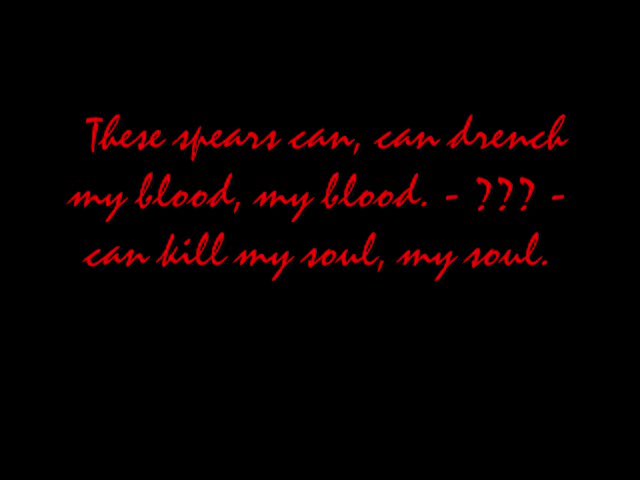 These spears can, can drench
my blood, my blood. - ??? -
can kill my soul, my soul.